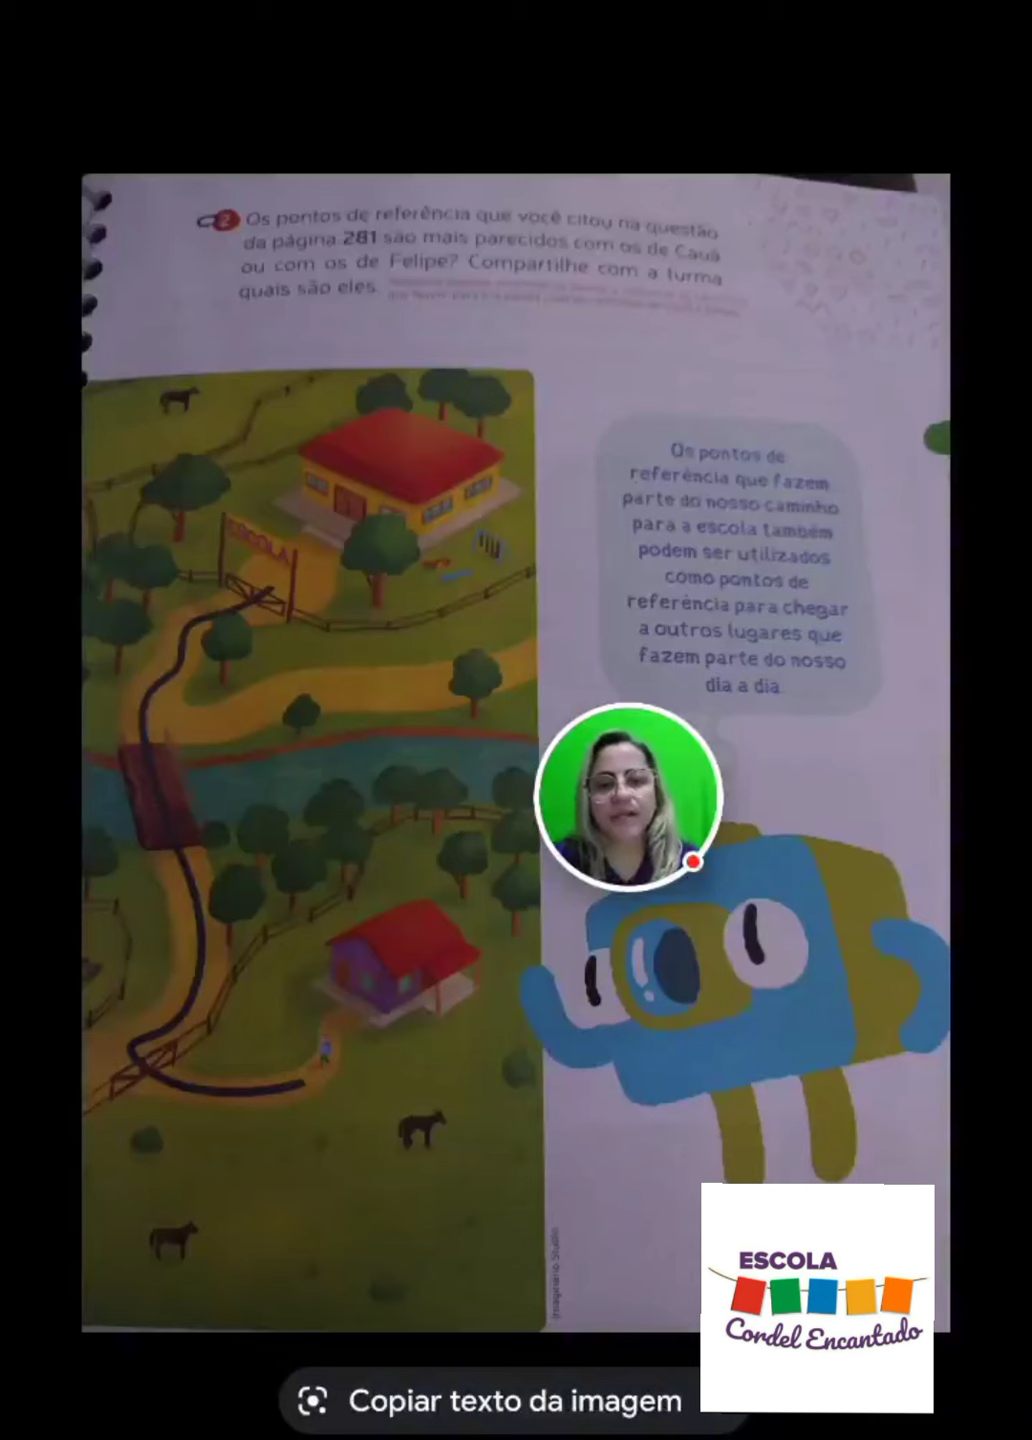 2 Os pontos de referência que você citou na questão
da página 281 são mais parecidos com os de Cauã
ou com os de Felipe? Compartilhe com a turma
quais são eles.
ESCOLA
Os pontos de
referência que fazem
parte do nosso caminho
para a escola também
podem ser utilizados
como pontos de
referência para chegar
a outros lugares que
fazem parte do nosso
dia a dia.
Imaginario Studio
ESCOLA
Cordel Encantado
Copiar texto da imagem